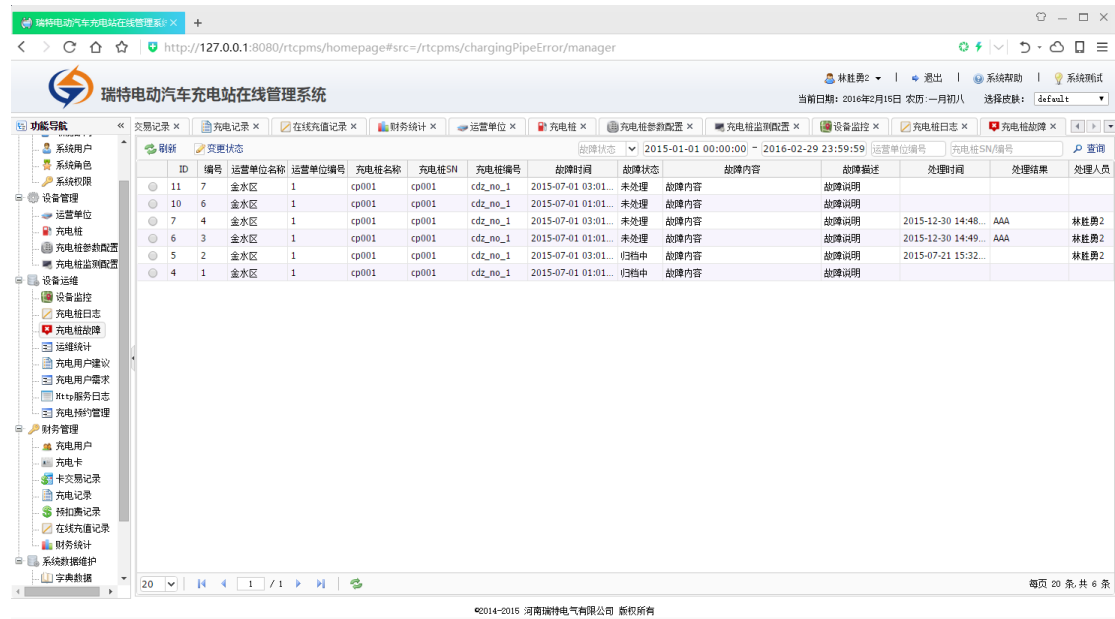 瑞特电动汽车充电站在线管理系
http://127.0.0.1:8080/rtcpms/homepage#src=/rtcpms/chargingPipeError/manager
瑞特电动汽车充电站在线管理系统
林胜勇2 退出 系统帮助 系统测试
当前日期：2016年2月15日 农历:一月初八 选择皮肤： default
功能导航
交易记录 充电记录 在线充值记录 财务统计 运营单位 充电桩 充电桩参数配置 充电桩监测配置 设备监控 充电桩日志 充电桩故障
刷新 变更状态 故障状态 2015-01-01 00:00:00 - 2016-02-29 23:59:59 运营单位编号 充电桩SN/编号 查询
ID 编号 运营单位名称 运营单位编号 充电桩名称 充电桩SN 充电桩编号 故障时间 故障状态 故障内容 故障描述 处理时间 处理结果 处理人员
11 7 金水区 1 cp001 cp001 cdz_no_1 2015-07-01 03:01... 未处理 故障内容 故障说明
10 6 金水区 1 cp001 cp001 cdz_no_1 2015-07-01 01:01... 未处理 故障内容 故障说明
7 4 金水区 1 cp001 cp001 cdz_no_1 2015-07-01 03:01... 未处理 故障内容 故障说明 2015-12-30 14:48... AAA 林胜勇2
6 3 金水区 1 cp001 cp001 cdz_no_1 2015-07-01 01:01... 未处理 故障内容 故障说明 2015-12-30 14:49... AAA 林胜勇2
5 2 金水区 1 cp001 cp001 cdz_no_1 2015-07-01 03:01... 归档中 故障内容 故障说明 2015-07-21 15:32... 林胜勇2
4 1 金水区 1 cp001 cp001 cdz_no_1 2015-07-01 01:01... 归档中 故障内容 故障说明
系统用户
系统角色
系统权限
设备管理
运营单位
充电桩
充电桩参数配置
充电桩监测配置
设备运维
设备监控
充电桩日志
充电桩故障
运维统计
充电用户建议
充电用户需求
Http服务日志
充电预约管理
财务管理
充电用户
充电卡
卡交易记录
充电记录
预扣费记录
在线充值记录
财务统计
系统数据维护
字典数据
20 1 / 1 每页 20 条,共 6 条
©2014-2015 河南瑞特电气有限公司 版权所有